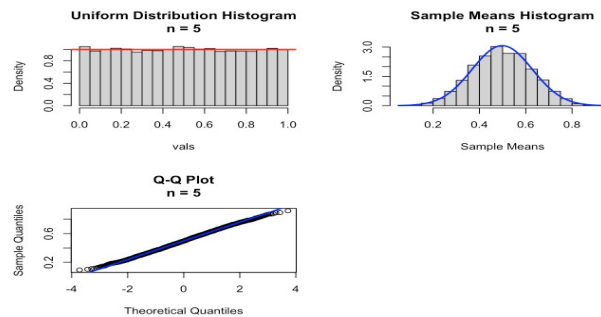 Uniform Distribution Histogram
n = 5
Density
0.0 0.4 0.8
0.0 0.2 0.4 0.6 0.8 1.0
vals
Sample Means Histogram
n = 5
Density
0.0 1.5 3.0
0.2 0.4 0.6 0.8
Sample Means
Q-Q Plot
n = 5
Sample Quantiles
0.2 0.6
-4 -2 0 2 4
Theoretical Quantiles